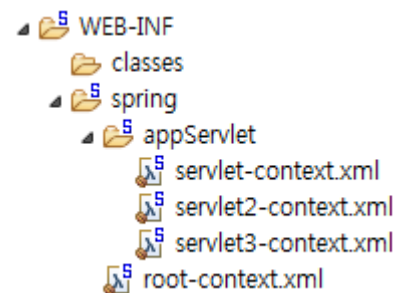 WEB-INF
classes
spring
appServlet
servlet-context.xml
servlet2-context.xml
servlet3-context.xml
root-context.xml